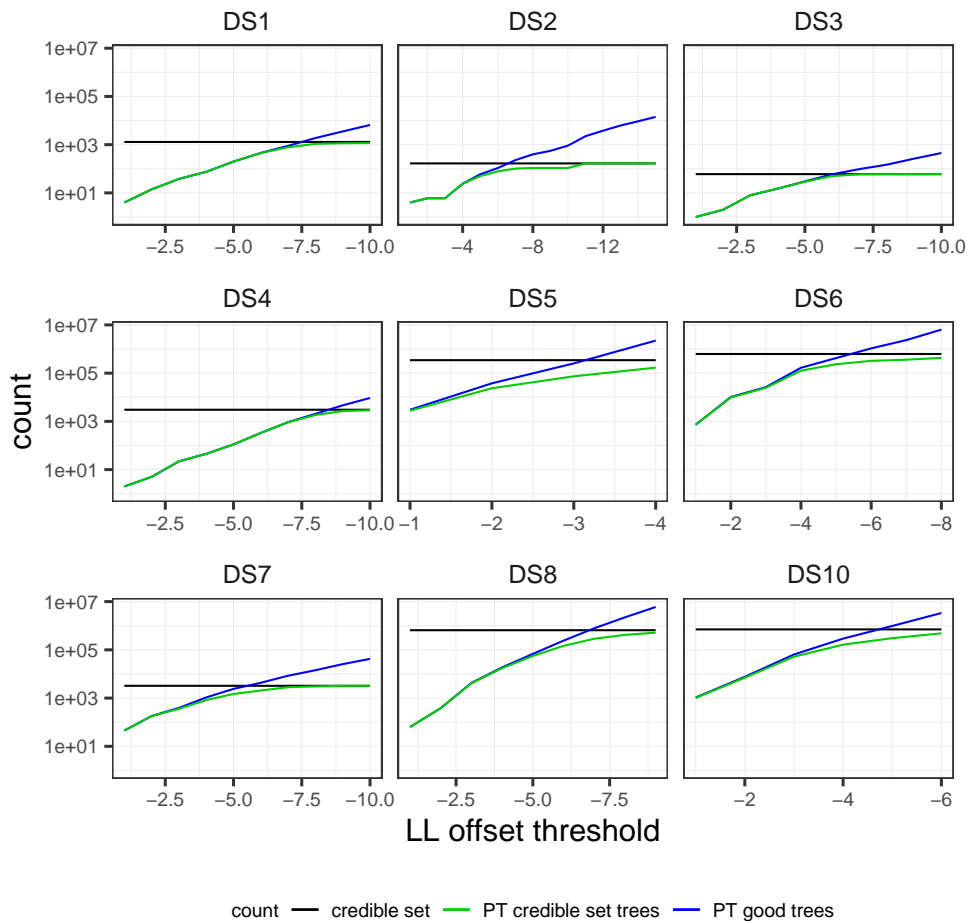 DS1 DS2 DS3
1e+07
1e+05
1e+03
1e+01
−2.5 −5.0 −7.5 −10.0 −4 −8 −12 −2.5 −5.0 −7.5 −10.0
DS4 DS5 DS6
1e+07
1e+05
1e+03
1e+01
−2.5 −5.0 −7.5 −10.0 −1 −2 −3 −4 −2 −4 −6 −8
DS7 DS8 DS10
1e+07
1e+05
1e+03
1e+01
−2.5 −5.0 −7.5 −10.0 −2.5 −5.0 −7.5 −2 −4 −6
count
LL offset threshold
count credible set PT credible set trees PT good trees